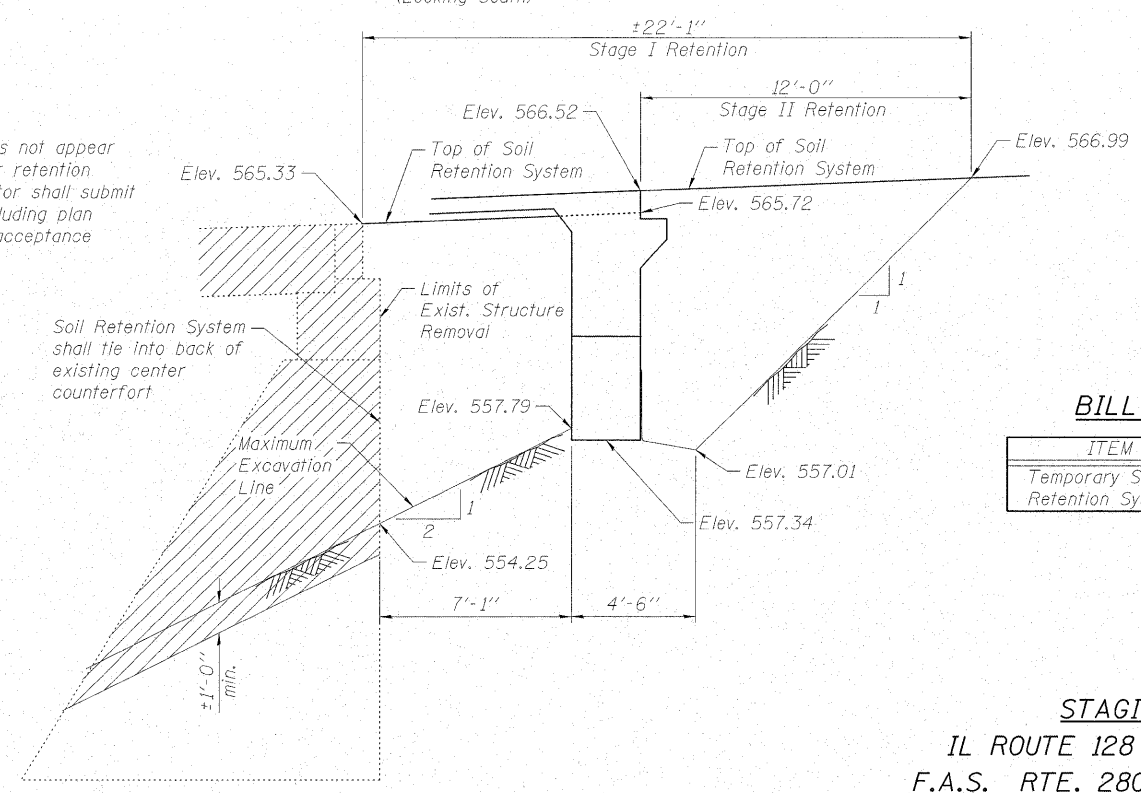 (Looking South)
±22'-1"
Stage I Retention
12'-0"
Stage II Retention
Elev. 566.52
Elev. 566.99
s not appear
r retention
tor shall submit
luding plan
acceptance
Elev. 565.33
Top of Soil
Retention System
Top of Soil
Retention System
Elev. 565.72
1
1
Limits of
Exist. Structure
Removal
Soil Retention System
shall tie into back of
existing center
counterfort
Elev. 557.79
Maximum
Excavation
Line
1
2
Elev. 557.01
Elev. 557.34
Elev. 554.25
7'-1"
4'-6"
±1'-0"
min.
BILL
ITEM
Temporary S
Retention Sy
STAGI
IL ROUTE 128
F.A.S. RTE. 280